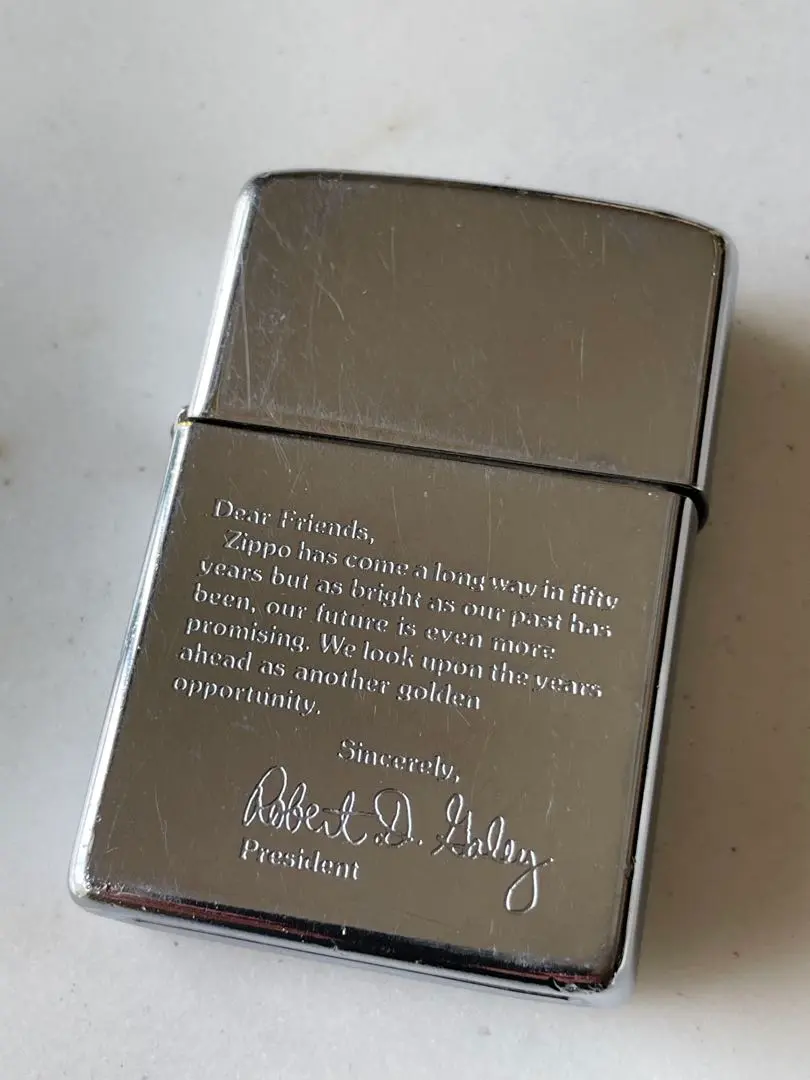 Dear Friends,
Zippo has come a long way in fifty
years but as bright as our past has
been, our future is even more
promising. We look upon the years
ahead as another golden
opportunity.
Sincerely,
Robert D. Galey
President